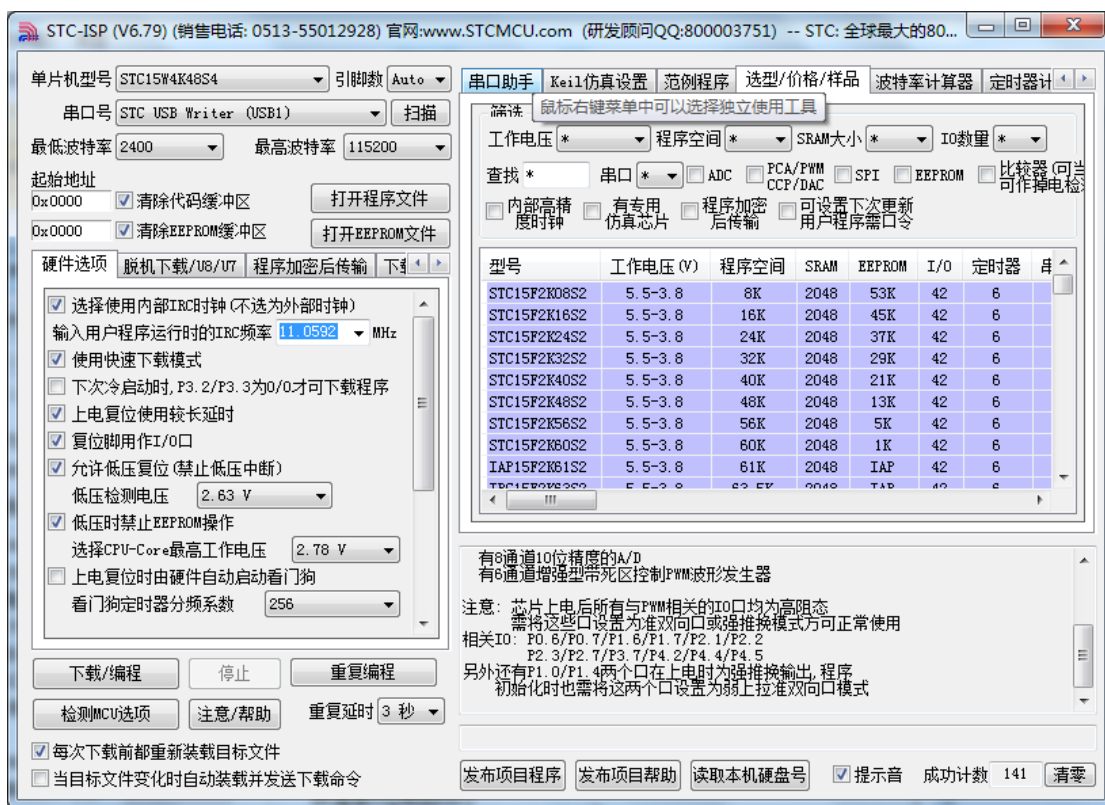 STC-ISP (V6.79) (销售电话: 0513-55012928) 官网:www.STCMCU.com (研发顾问QQ:800003751) -- STC: 全球最大的80...
单片机型号 STC15W4K48S4 引脚数 Auto
串口号 STC USB Writer (USB1) 扫描
最低波特率 2400 最高波特率 115200
起始地址
0x0000 清除代码缓冲区 打开程序文件
0x0000 清除EEPROM缓冲区 打开EEPROM文件
硬件选项 脱机下载/U8/U7 程序加密后传输
选择使用内部IRC时钟(不选为外部时钟)
输入用户程序运行时的IRC频率 11.0592 MHz
使用快速下载模式
下次冷启动时,P3.2/P3.3为0/0才可下载程序
上电复位使用较长延时
复位脚用作I/O口
允许低压复位(禁止低压中断)
低压检测电压 2.63 V
低压时禁止EEPROM操作
选择CPU-Core最高工作电压 2.78 V
上电复位时由硬件自动启动看门狗
看门狗定时器分频系数 256
下载/编程 停止 重复编程
检测MCU选项 注意/帮助 重复延时 3 秒
每次下载前都重新装载目标文件
当目标文件变化时自动装载并发送下载命令
串口助手 Keil仿真设置 范例程序 选型/价格/样品 波特率计算器 定时器计
筛选 鼠标右键菜单中可以选择独立使用工具
工作电压 * 程序空间 * SRAM大小 * IO数量 *
查找 * 串口 * ADC PCA/PWM CCP/DAC SPI EEPROM 比较器(可当 可作掉电检
内部高精度时钟 有专用仿真芯片 程序加密后传输 可设置下次更新用户程序需口令
型号 工作电压(V) 程序空间 SRAM EEPROM I/O 定时器 串
STC15F2K08S2 5.5-3.8 8K 2048 53K 42 6
STC15F2K16S2 5.5-3.8 16K 2048 45K 42 6
STC15F2K24S2 5.5-3.8 24K 2048 37K 42 6
STC15F2K32S2 5.5-3.8 32K 2048 29K 42 6
STC15F2K40S2 5.5-3.8 40K 2048 21K 42 6
STC15F2K48S2 5.5-3.8 48K 2048 13K 42 6
STC15F2K56S2 5.5-3.8 56K 2048 5K 42 6
STC15F2K60S2 5.5-3.8 60K 2048 1K 42 6
IAP15F2K61S2 5.5-3.8 61K 2048 IAP 42 6
有8通道10位精度的A/D
有6通道增强型带死区控制PWM波形发生器
注意: 芯片上电后所有与PWM相关的IO口均为高阻态
需将这些口设置为准双向口或强推挽模式方可正常使用
相关IO: P0.6/P0.7/P1.6/P1.7/P2.1/P2.2
P2.3/P2.7/P3.7/P4.2/P4.4/P4.5
另外还有P1.0/P1.4两个口在上电时为强推挽输出,程序
初始化时也需将这两个口设置为弱上拉准双向口模式
发布项目程序 发布项目帮助 读取本机硬盘号 提示音 成功计数 141 清零